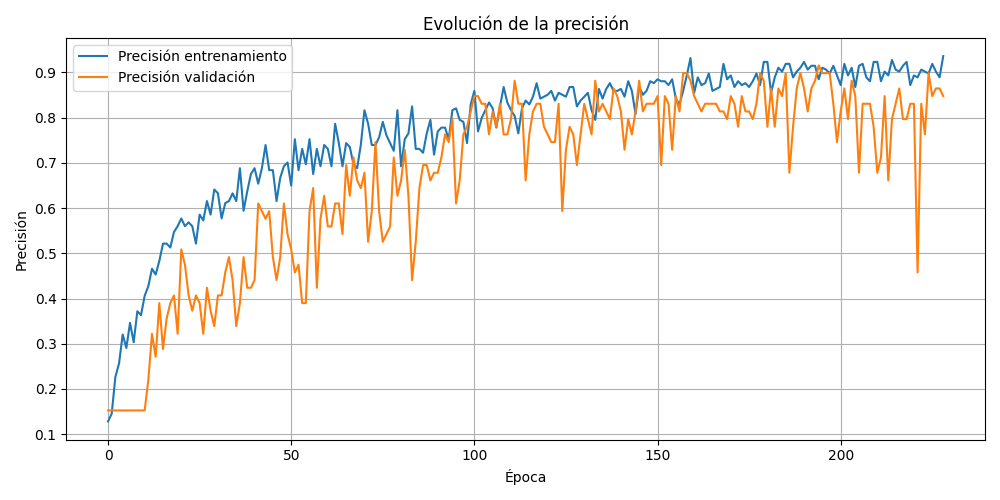 Evolución de la precisión
Precisión entrenamiento
Precisión validación
Precisión
0.9
0.8
0.7
0.6
0.5
0.4
0.3
0.2
0.1
0
50
100
150
200
Época